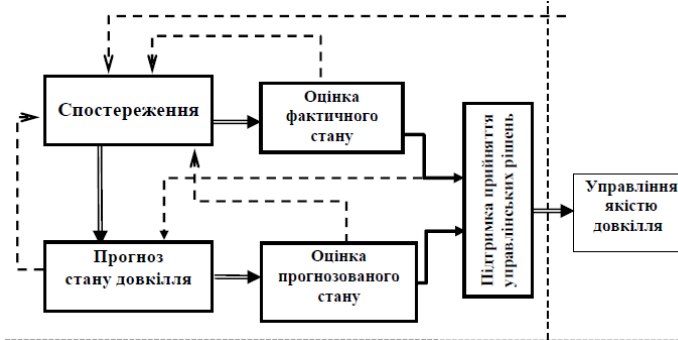 Спостереження
Оцінка
фактичного
стану
Підтримка прийняття
управлінських рішень
Управління
якістю
довкілля
Прогноз
стану довкілля
Оцінка
прогнозованого
стану